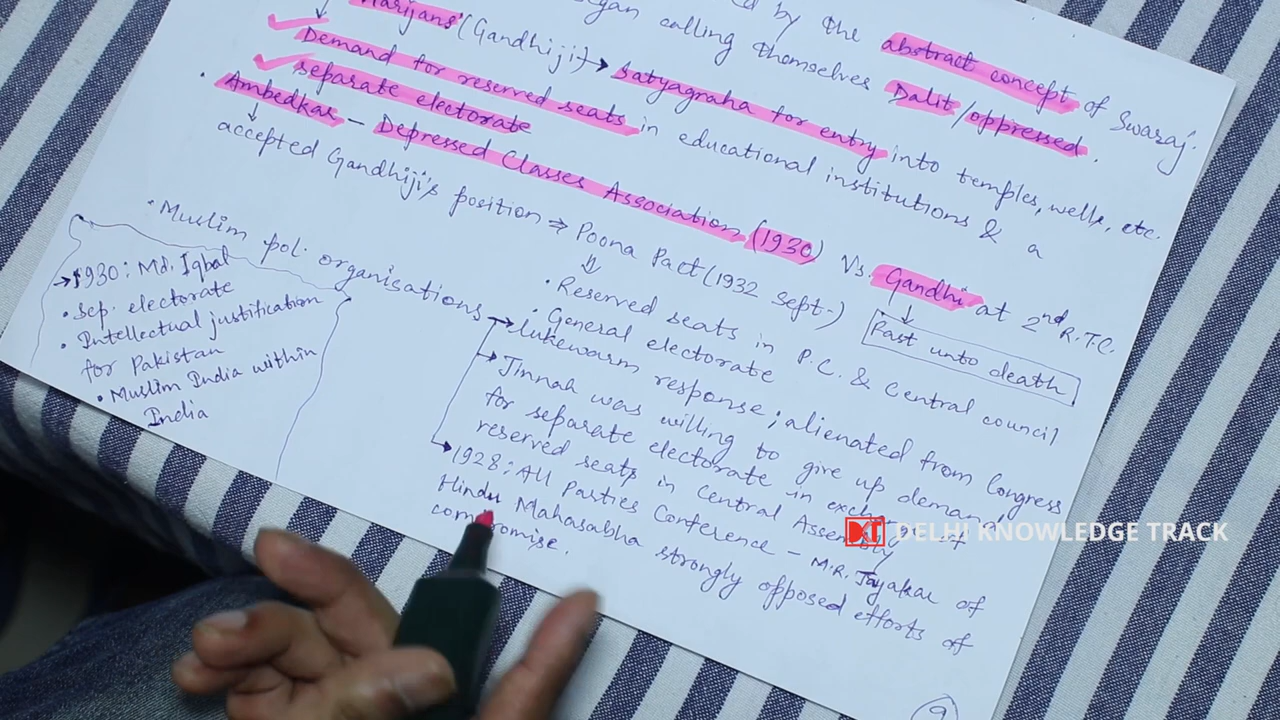 by the abstract concept of Swaraj.
calling themselves Dalit/oppressed.
Harijans' (Gandhiji) → Satyagraha for entry into temples, wells, etc.
Demand for reserved seats in educational institutions & a
separate electorate
• Ambedkar – Depressed Classes Association (1930) Vs. Gandhi at 2nd R.T.C.
accepted Gandhiji's position ⇒ Poona Pact (1932 Sept.)
Fast unto death
• Reserved seats in P.C. & Central council
• General electorate
• Muslim pol. organisations → lukewarm response; alienated from Congress
→ Jinnah was willing to give up demand
for separate electorate in exch of
reserved seats in Central Assembly
→ 1928: All Parties Conference – M.R. Jayakar of
Hindu Mahasabha strongly opposed efforts of
compromise.
→ 1930: Md. Iqbal
• Sep. electorate
• Intellectual justification
for Pakistan
• Muslim India within
India
9
DELHI KNOWLEDGE TRACK